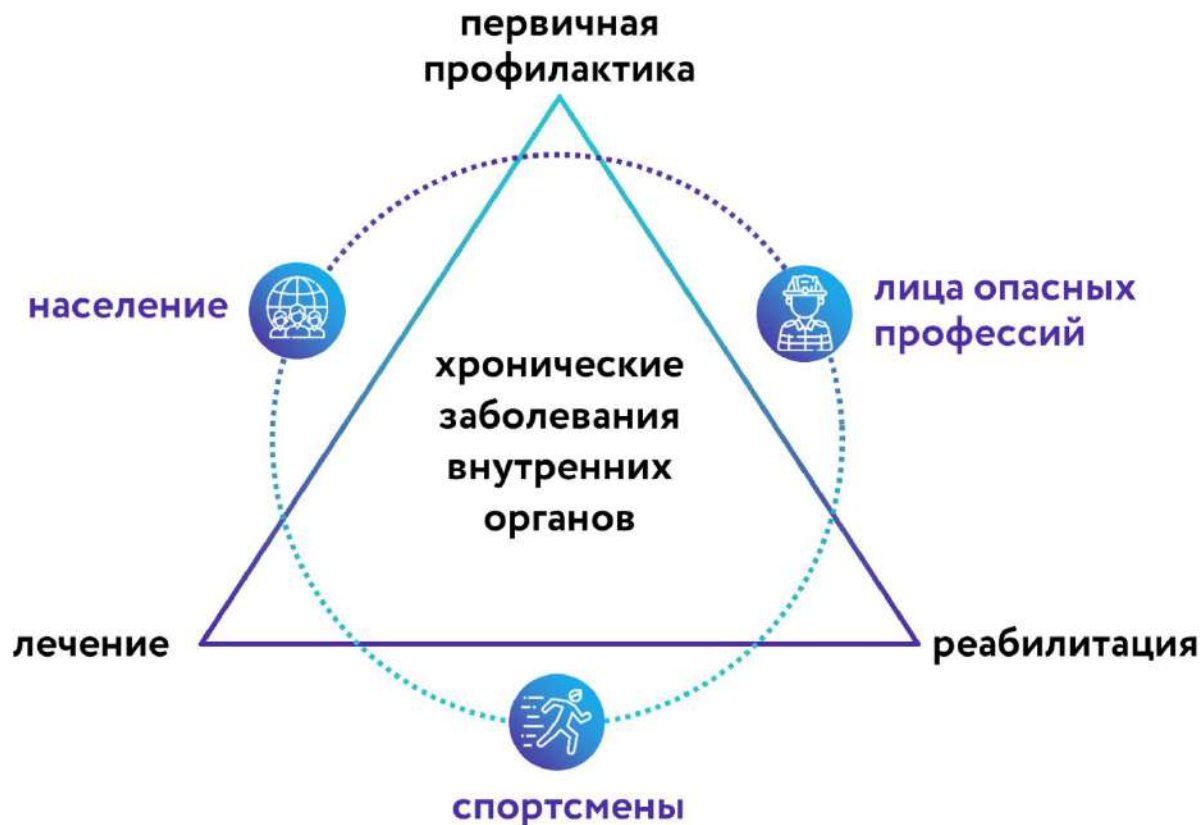 первичная
профилактика
население
лица опасных
профессий
хронические
заболевания
внутренних
органов
лечение
реабилитация
спортсмены